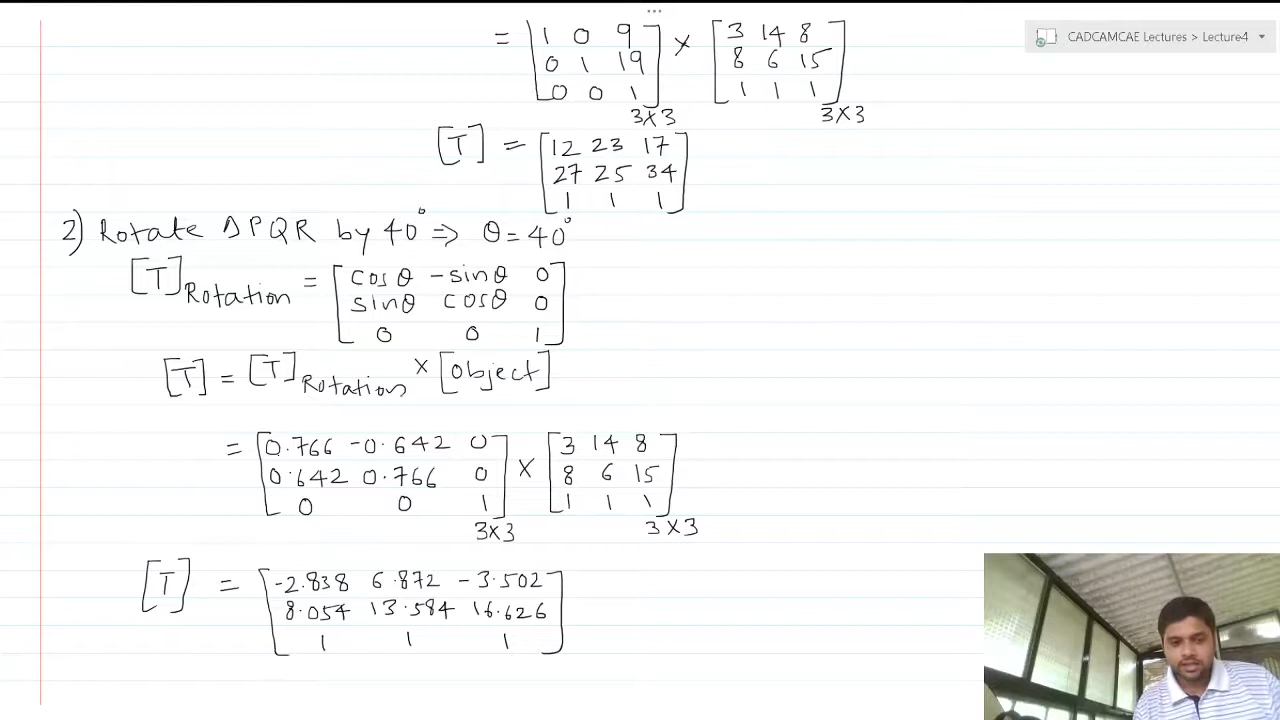 CADCAMCAE Lectures > Lecture4
= [1 0 9] × [3 14 8]
[0 1 19] [8 6 15]
[0 0 1] [1 1 1]
3×3 3×3
[T] = [12 23 17]
[27 25 34]
[1 1 1]
2) Rotate ΔPQR by 40° ⇒ θ = 40°
[T]Rotation = [cosθ -sinθ 0]
[sinθ cosθ 0]
[0 0 1]
[T] = [T]Rotation × [object]
= [0.766 -0.642 0] × [3 14 8]
[0.642 0.766 0] [8 6 15]
[0 0 1] [1 1 1]
3×3 3×3
[T] = [-2.838 6.872 -3.502]
[8.054 13.584 16.626]
[1 1 1]